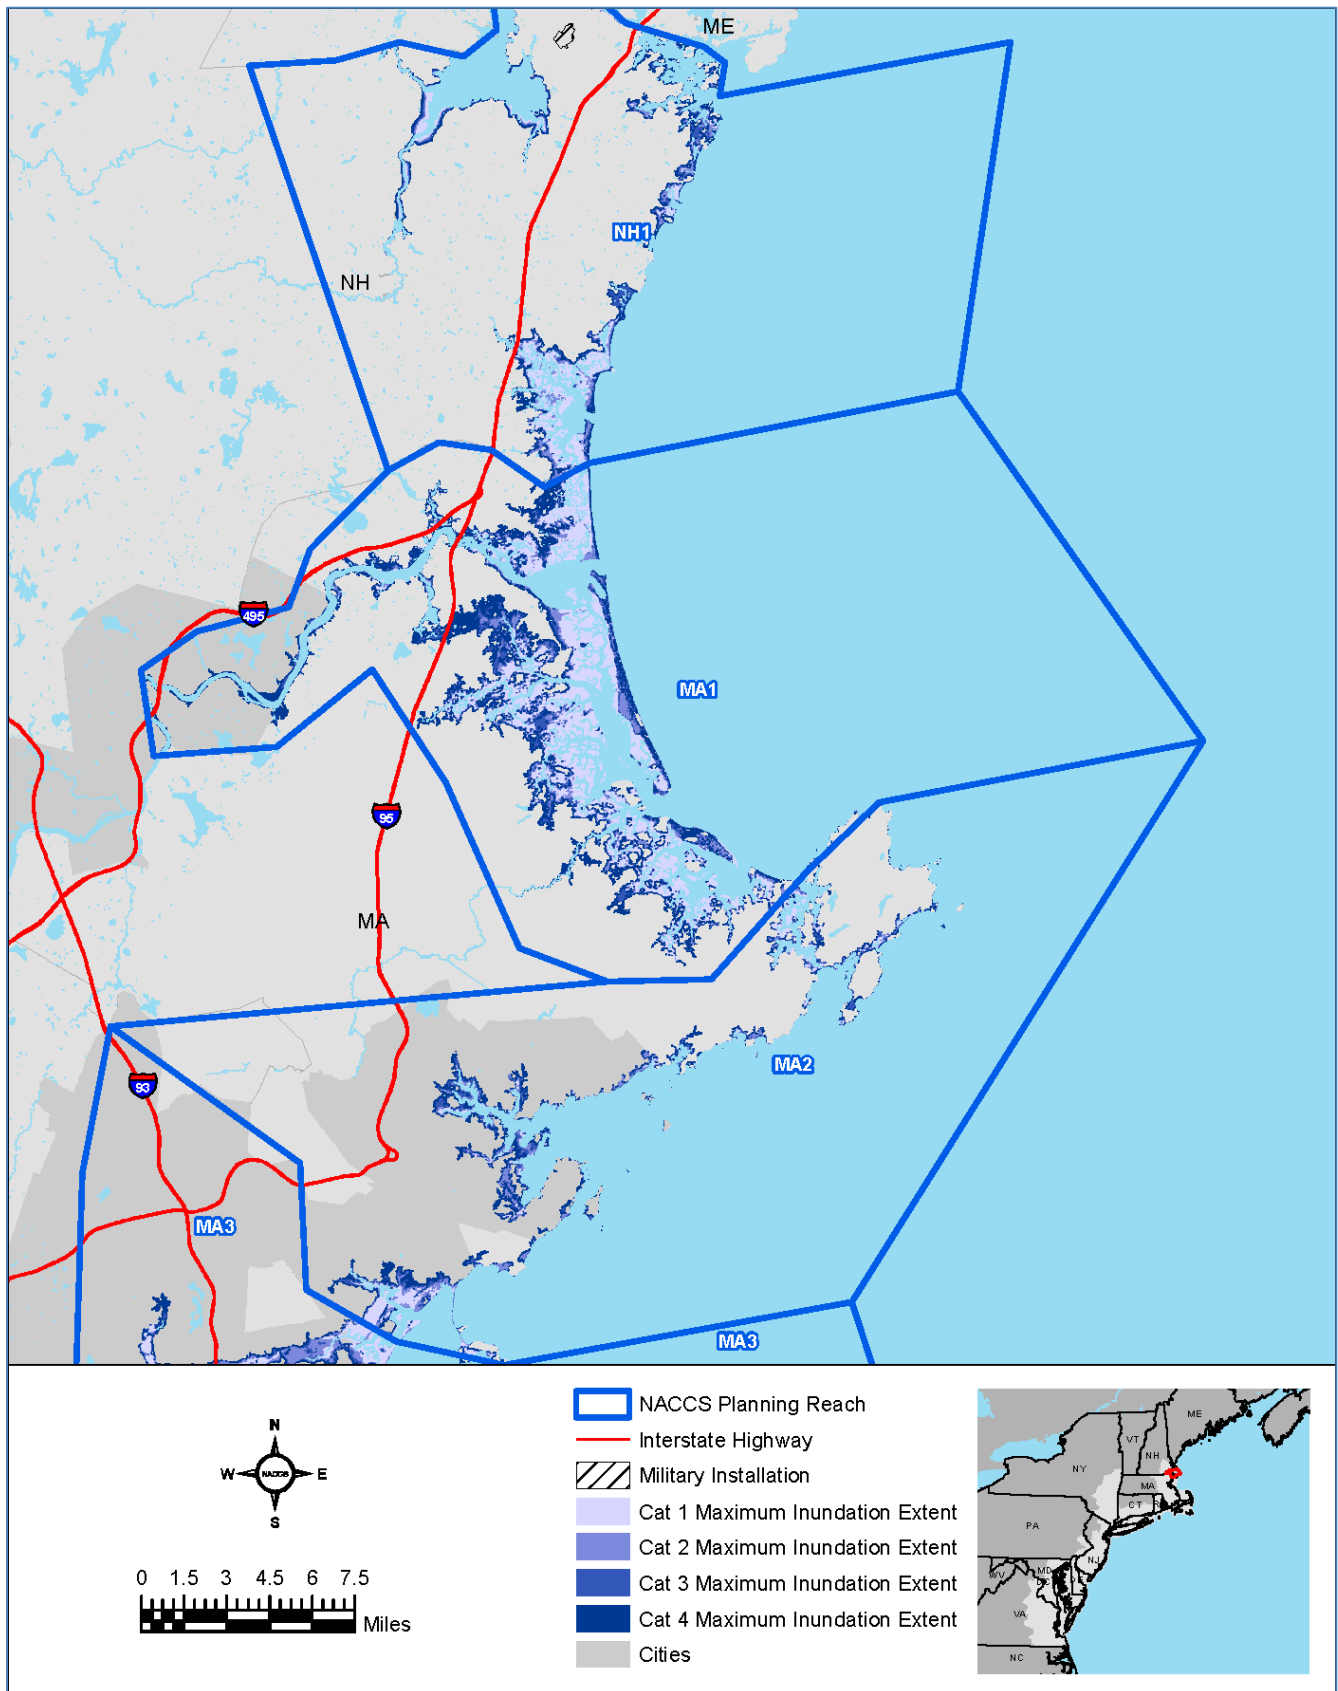 ME
NH1
NH
495
MA1
95
MA
MA2
93
MA3
MA3
N
W NACCS E
S
0 1.5 3 4.5 6 7.5
Miles
NACCS Planning Reach
Interstate Highway
Military Installation
Cat 1 Maximum Inundation Extent
Cat 2 Maximum Inundation Extent
Cat 3 Maximum Inundation Extent
Cat 4 Maximum Inundation Extent
Cities
ME
VT
NH
NY
MA
CT
PA
NJ
MD
WV
VA
NC